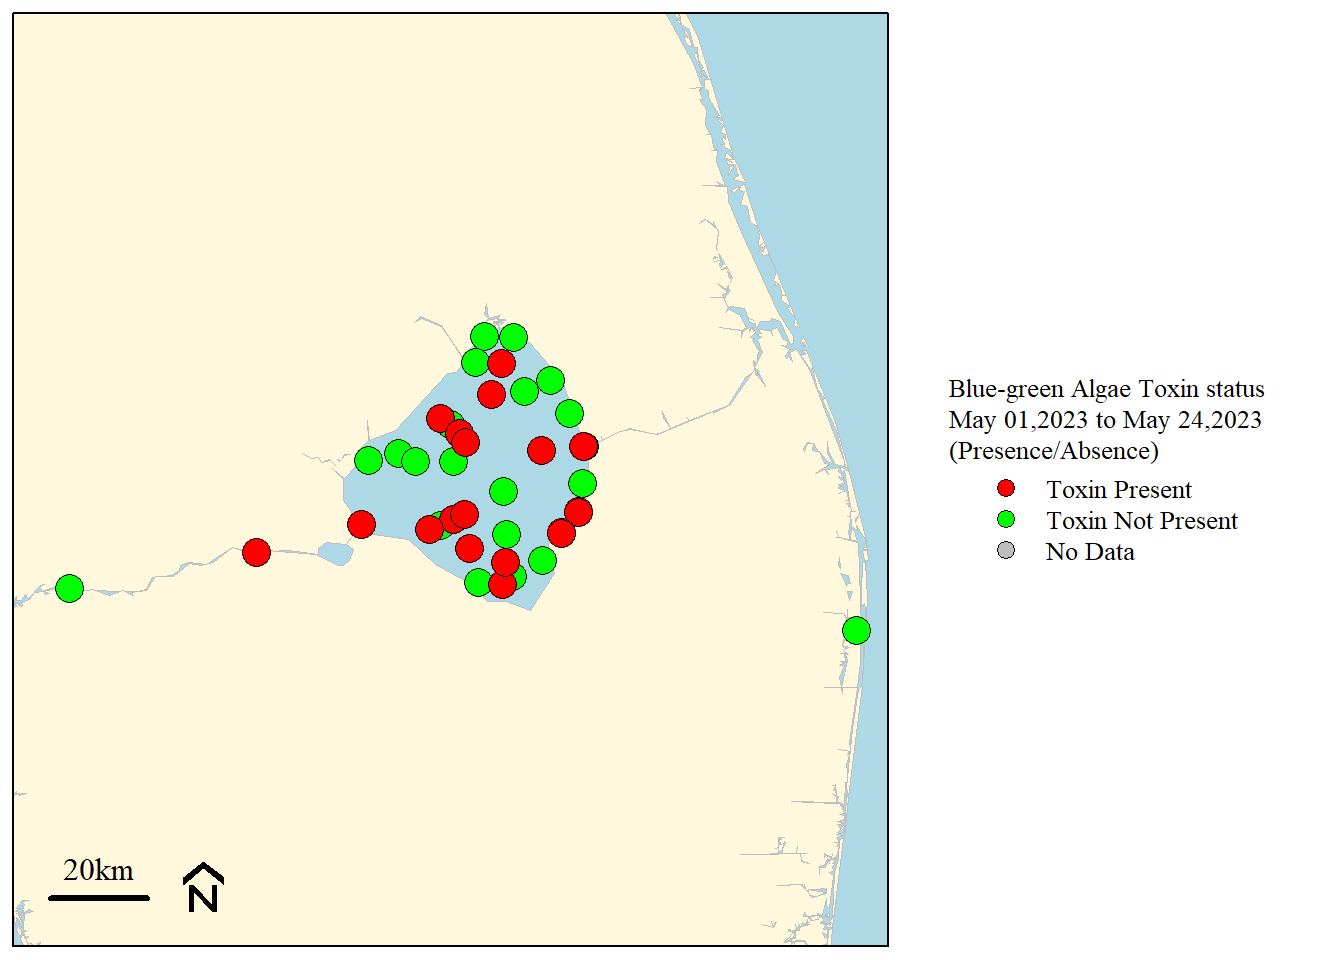 Blue-green Algae Toxin status
May 01,2023 to May 24,2023
(Presence/Absence)
Toxin Present
Toxin Not Present
No Data
20km
N